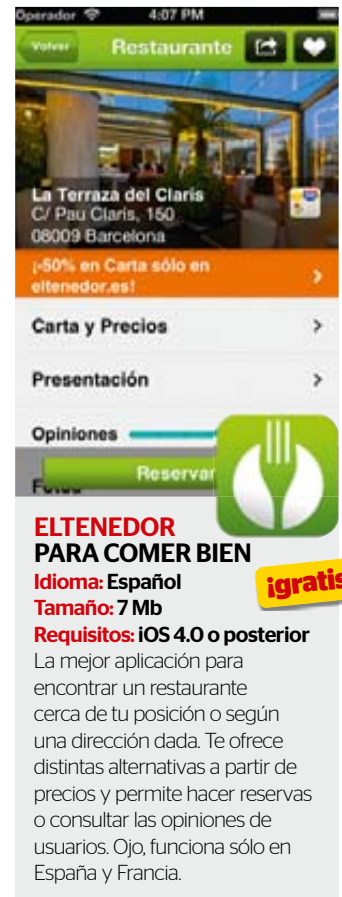 Operador 4:07 PM
Volver Restaurante
La Terraza del Claris
C/ Pau Claris, 150
08009 Barcelona
¡-50% en Carta sólo en
eltenedor.es!
Carta y Precios
Presentación
Opiniones
Reservar
Fotos
ELTENEDOR
PARA COMER BIEN
Idioma: Español
¡gratis
Tamaño: 7 Mb
Requisitos: iOS 4.0 o posterior
La mejor aplicación para
encontrar un restaurante
cerca de tu posición o según
una dirección dada. Te ofrece
distintas alternativas a partir de
precios y permite hacer reservas
o consultar las opiniones de
usuarios. Ojo, funciona sólo en
España y Francia.